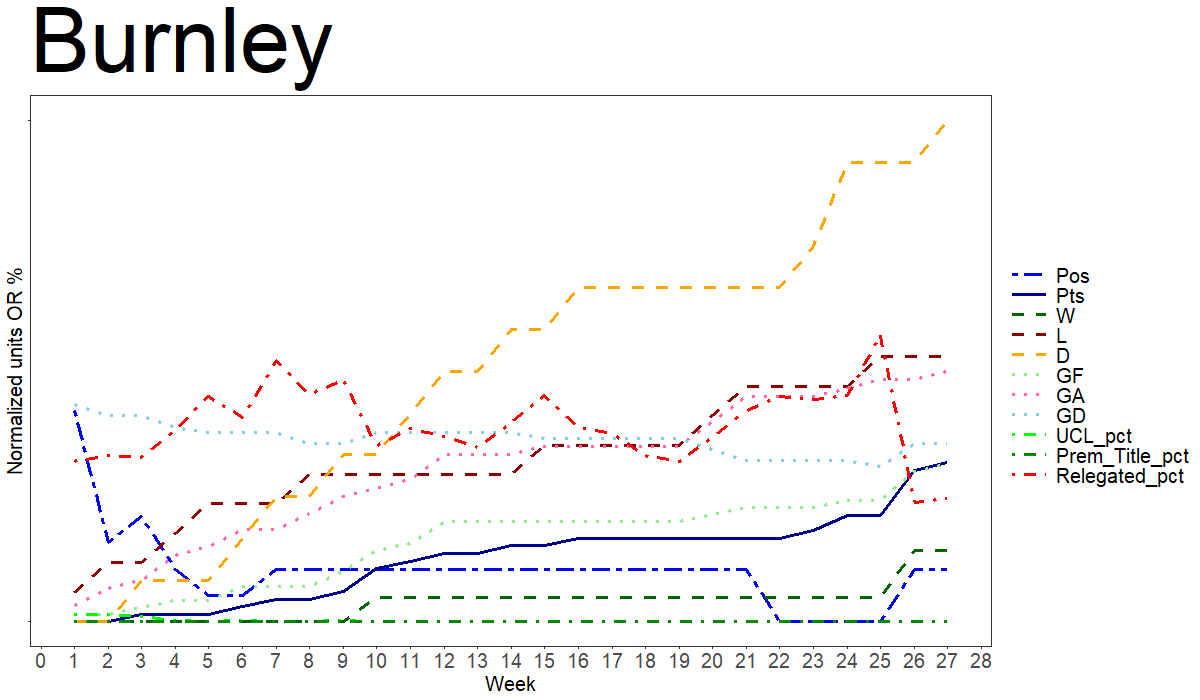 Burnley
Normalized units OR %
Pos
Pts
W
L
D
GF
GA
GD
UCL_pct
Prem_Title_pct
Relegated_pct
0 1 2 3 4 5 6 7 8 9 10 11 12 13 14 15 16 17 18 19 20 21 22 23 24 25 26 27 28
Week